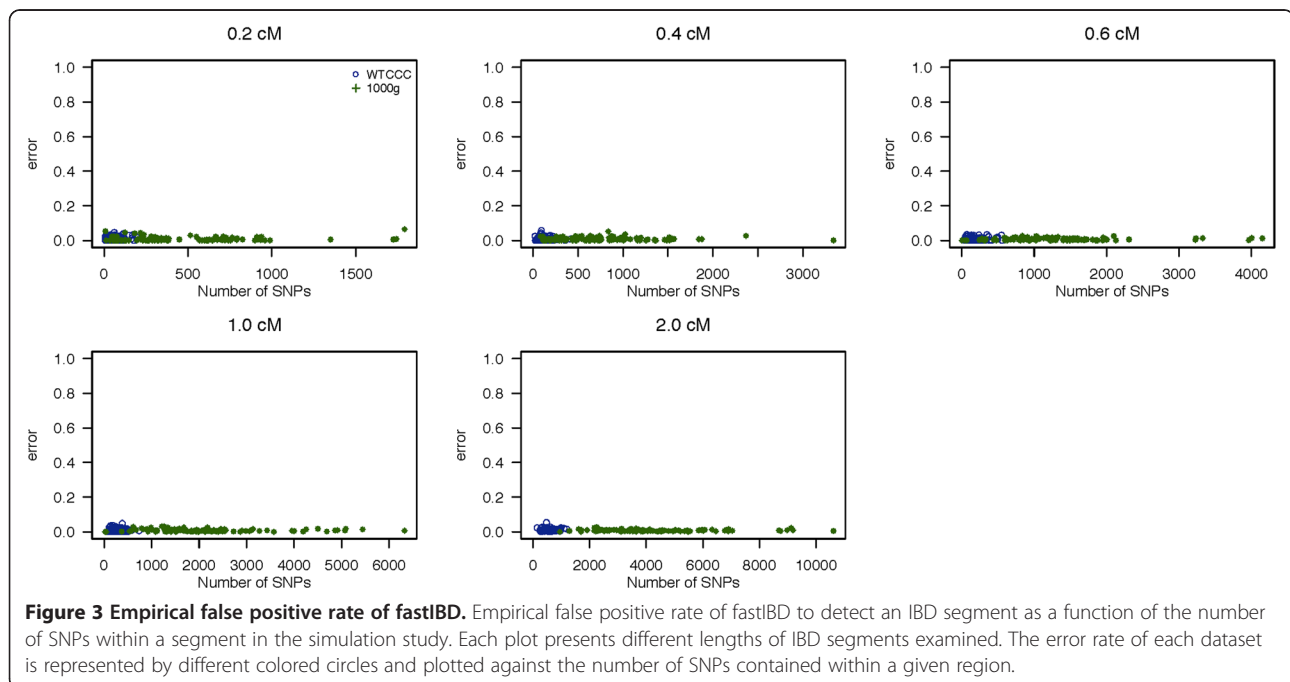 0.2 cM
1.0
0.8
0.6
0.4
0.2
0.0
error
WTCCC
1000g
0 500 1000 1500
Number of SNPs
0.4 cM
1.0
0.8
0.6
0.4
0.2
0.0
error
0 500 1000 2000 3000
Number of SNPs
0.6 cM
1.0
0.8
0.6
0.4
0.2
0.0
error
0 1000 2000 3000 4000
Number of SNPs
1.0 cM
1.0
0.8
0.6
0.4
0.2
0.0
error
0 1000 2000 3000 4000 5000 6000
Number of SNPs
2.0 cM
1.0
0.8
0.6
0.4
0.2
0.0
error
0 2000 4000 6000 8000 10000
Number of SNPs
Figure 3 Empirical false positive rate of fastIBD. Empirical false positive rate of fastIBD to detect an IBD segment as a function of the number
of SNPs within a segment in the simulation study. Each plot presents different lengths of IBD segments examined. The error rate of each dataset
is represented by different colored circles and plotted against the number of SNPs contained within a given region.